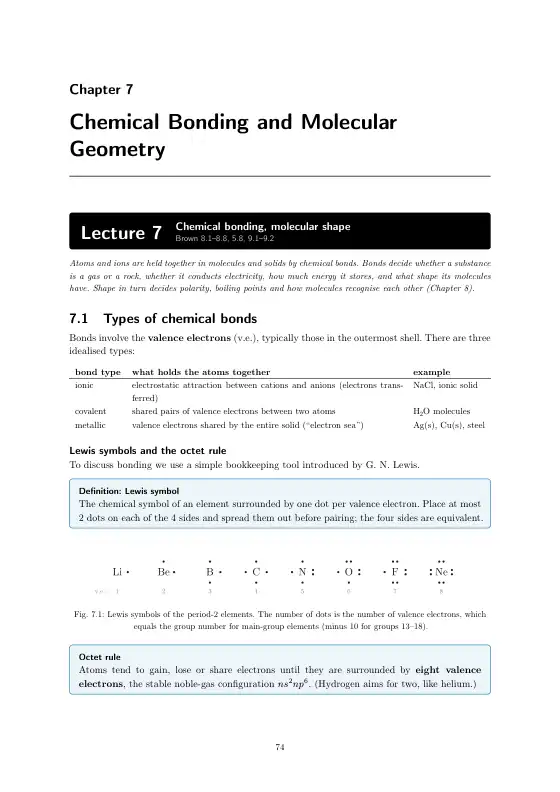 Chapter 7
Chemical Bonding and Molecular
Geometry
Lecture 7
Chemical bonding, molecular shape
Brown 8.1–8.8, 5.8, 9.1–9.2
Atoms and ions are held together in molecules and solids by chemical bonds. Bonds decide whether a substance
is a gas or a rock, whether it conducts electricity, how much energy it stores, and what shape its molecules
have. Shape in turn decides polarity, boiling points and how molecules recognise each other (Chapter 8).
7.1 Types of chemical bonds
Bonds involve the valence electrons (v.e.), typically those in the outermost shell. There are three
idealised types:
bond type what holds the atoms together example
ionic electrostatic attraction between cations and anions (electrons trans- NaCl, ionic solid
ferred)
covalent shared pairs of valence electrons between two atoms H₂O molecules
metallic valence electrons shared by the entire solid (“electron sea”) Ag(s), Cu(s), steel
Lewis symbols and the octet rule
To discuss bonding we use a simple bookkeeping tool introduced by G. N. Lewis.
Definition: Lewis symbol
The chemical symbol of an element surrounded by one dot per valence electron. Place at most
2 dots on each of the 4 sides and spread them out before pairing; the four sides are equivalent.
Li Be B C N O F Ne
v.e.: 1 2 3 4 5 6 7 8
Fig. 7.1: Lewis symbols of the period-2 elements. The number of dots is the number of valence electrons, which
equals the group number for main-group elements (minus 10 for groups 13–18).
Octet rule
Atoms tend to gain, lose or share electrons until they are surrounded by eight valence
electrons, the stable noble-gas configuration ns²np⁶. (Hydrogen aims for two, like helium.)
74